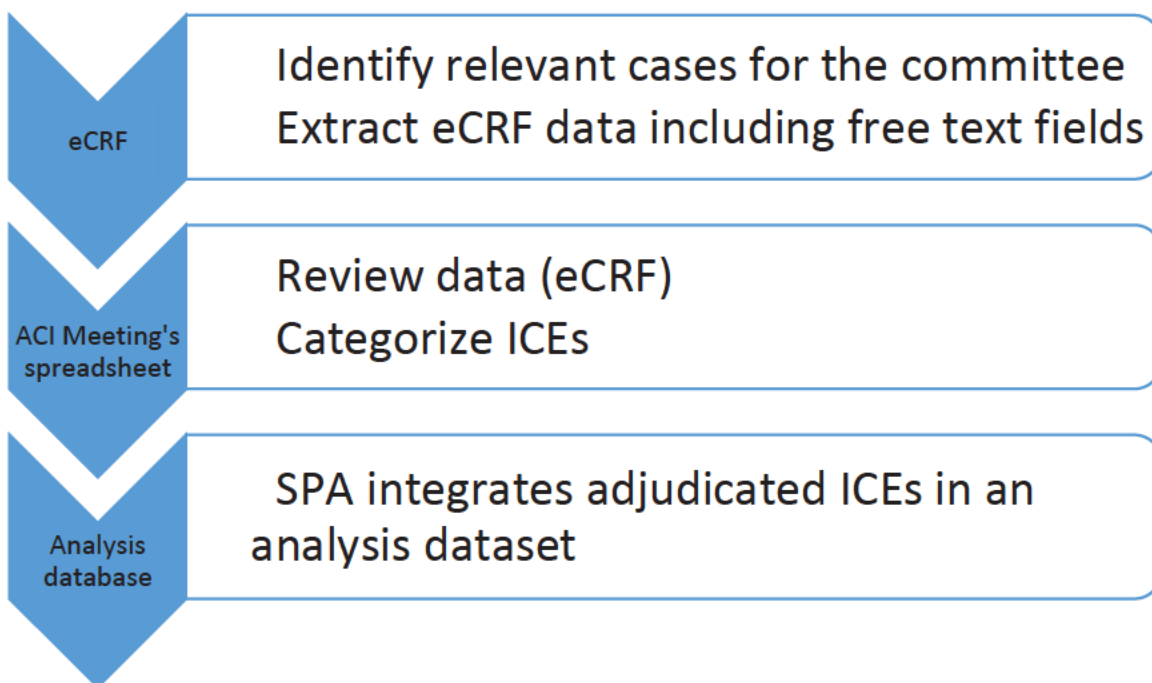 eCRF
Identify relevant cases for the committee
Extract eCRF data including free text fields
ACI Meeting's
spreadsheet
Review data (eCRF)
Categorize ICEs
Analysis
database
SPA integrates adjudicated ICEs in an
analysis dataset